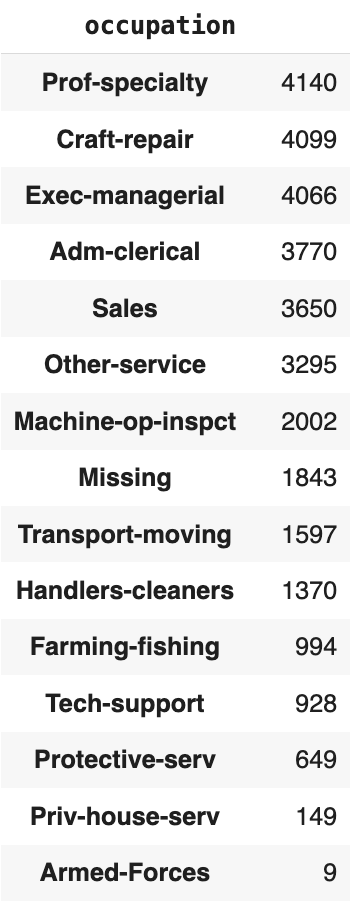 occupation
Prof-specialty 4140
Craft-repair 4099
Exec-managerial 4066
Adm-clerical 3770
Sales 3650
Other-service 3295
Machine-op-inspct 2002
Missing 1843
Transport-moving 1597
Handlers-cleaners 1370
Farming-fishing 994
Tech-support 928
Protective-serv 649
Priv-house-serv 149
Armed-Forces 9